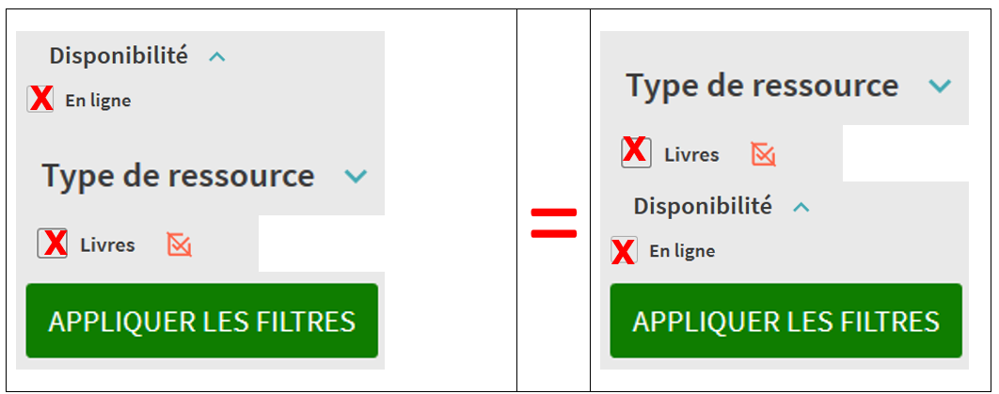 Disponibilité
X En ligne
Type de ressource
X Livres
APPLIQUER LES FILTRES
=
Type de ressource
X Livres
Disponibilité
X En ligne
APPLIQUER LES FILTRES